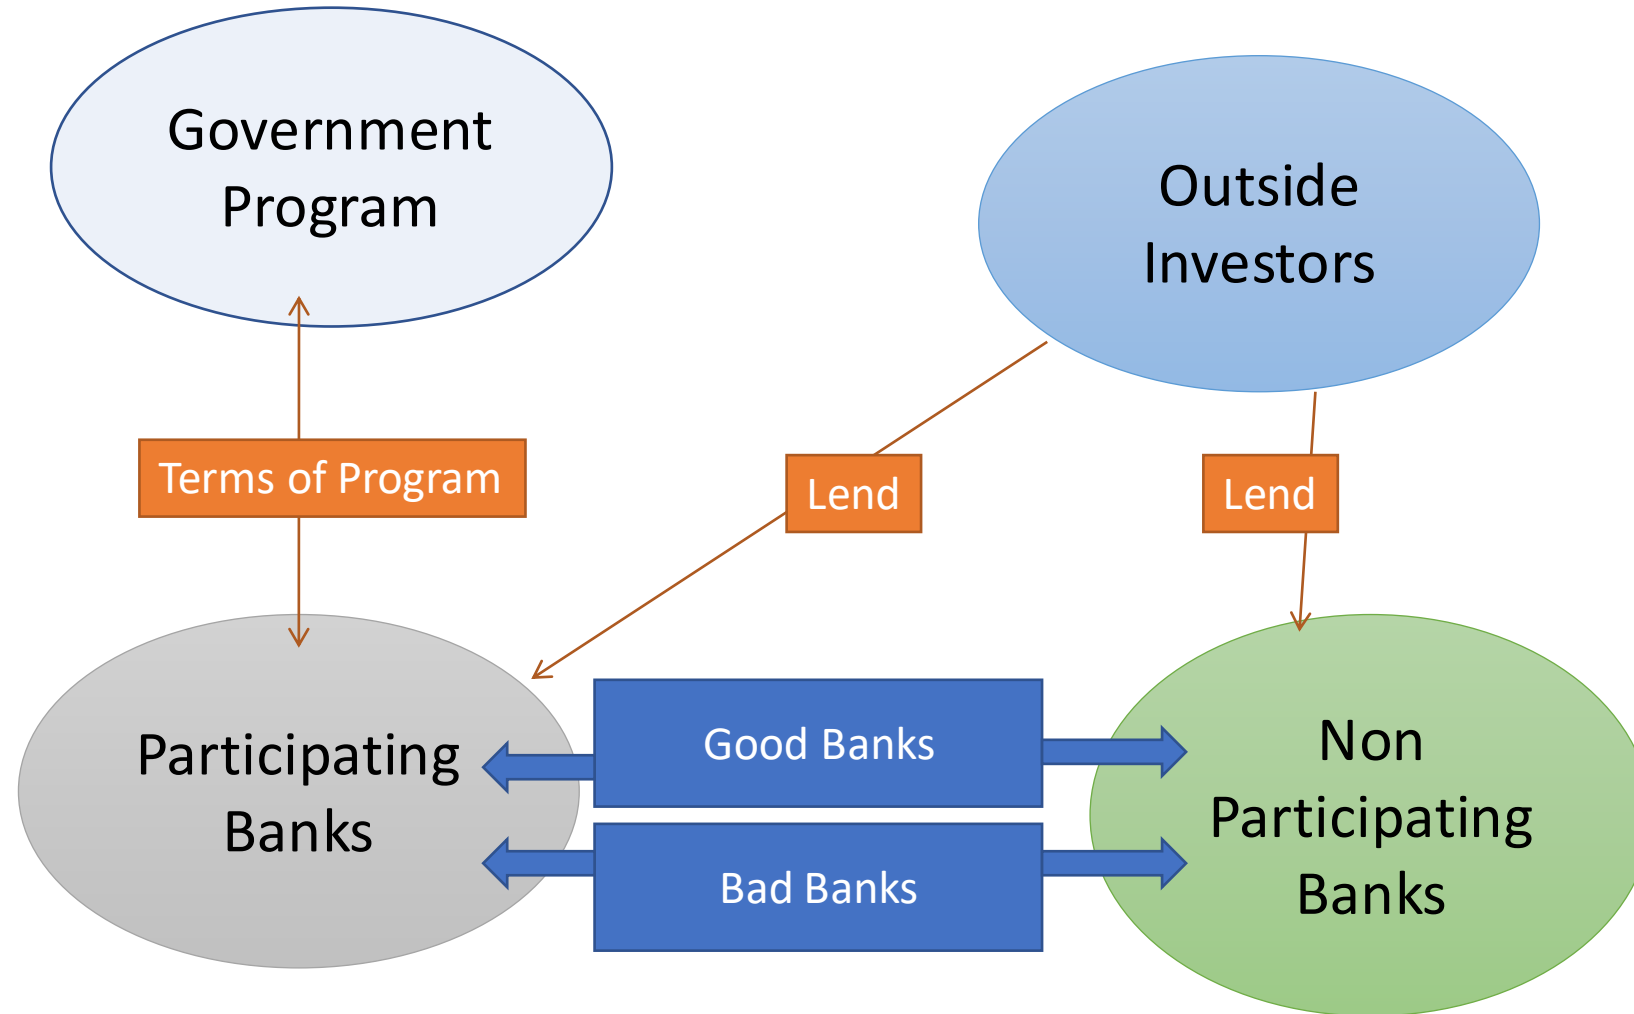 Government
Program
Outside
Investors
Terms of Program
Lend
Lend
Participating
Banks
Good Banks
Bad Banks
Non
Participating
Banks